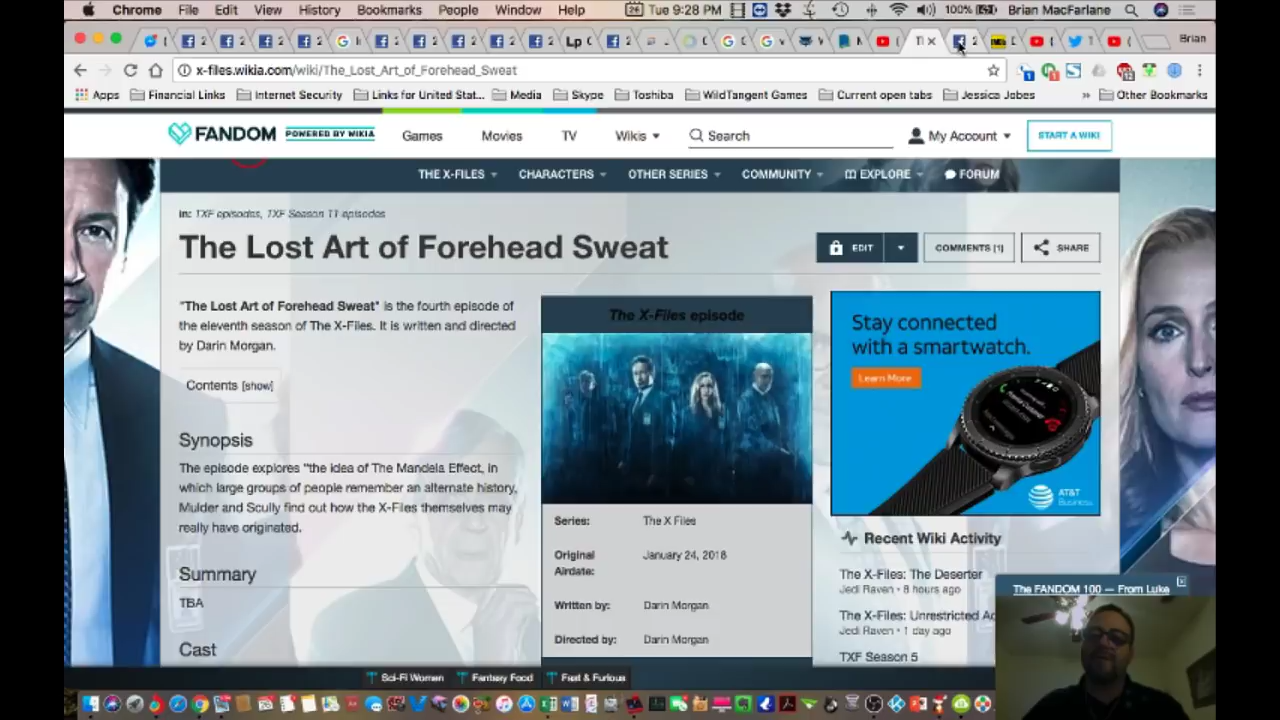 Chrome File Edit View History Bookmarks People Window Help 26 Tue 9:28 PM 100% Brian MacFarlane
Lp
Brian
x-files.wikia.com/wiki/The_Lost_Art_of_Forehead_Sweat
Apps Financial Links Internet Security Links for United Stat... Media Skype Toshiba WildTangent Games Current open tabs Jessica Jobes » Other Bookmarks
FANDOM POWERED BY WIKIA Games Movies TV Wikis Search My Account START A WIKI
THE X-FILES CHARACTERS OTHER SERIES COMMUNITY EXPLORE FORUM
in: TXF episodes, TXF Season 11 episodes
The Lost Art of Forehead Sweat
EDIT COMMENTS (1) SHARE
"The Lost Art of Forehead Sweat" is the fourth episode of
the eleventh season of The X-Files. It is written and directed
by Darin Morgan.
Contents [show]
Synopsis
The episode explores "the idea of The Mandela Effect, in
which large groups of people remember an alternate history,
Mulder and Scully find out how the X-Files themselves may
really have originated.
Summary
TBA
Cast
The X-Files episode
Series: The X Files
Original
Airdate:
January 24, 2018
Written by: Darin Morgan
Directed by: Darin Morgan
Stay connected
with a smartwatch.
Learn More
AT&T
Business
Recent Wiki Activity
The X-Files: The Deserter
Jedi Raven • 8 hours ago
The X-Files: Unrestricted Ac
Jedi Raven • 1 day ago
TXF Season 5
The FANDOM 100 — From Luke
Sci-Fi Women Fantasy Food Fast & Furious